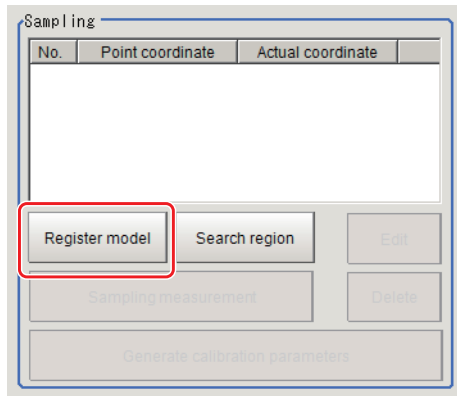 Sampling
No. Point coordinate Actual coordinate
Register model Search region Edit
Sampling measurement Delete
Generate calibration parameters